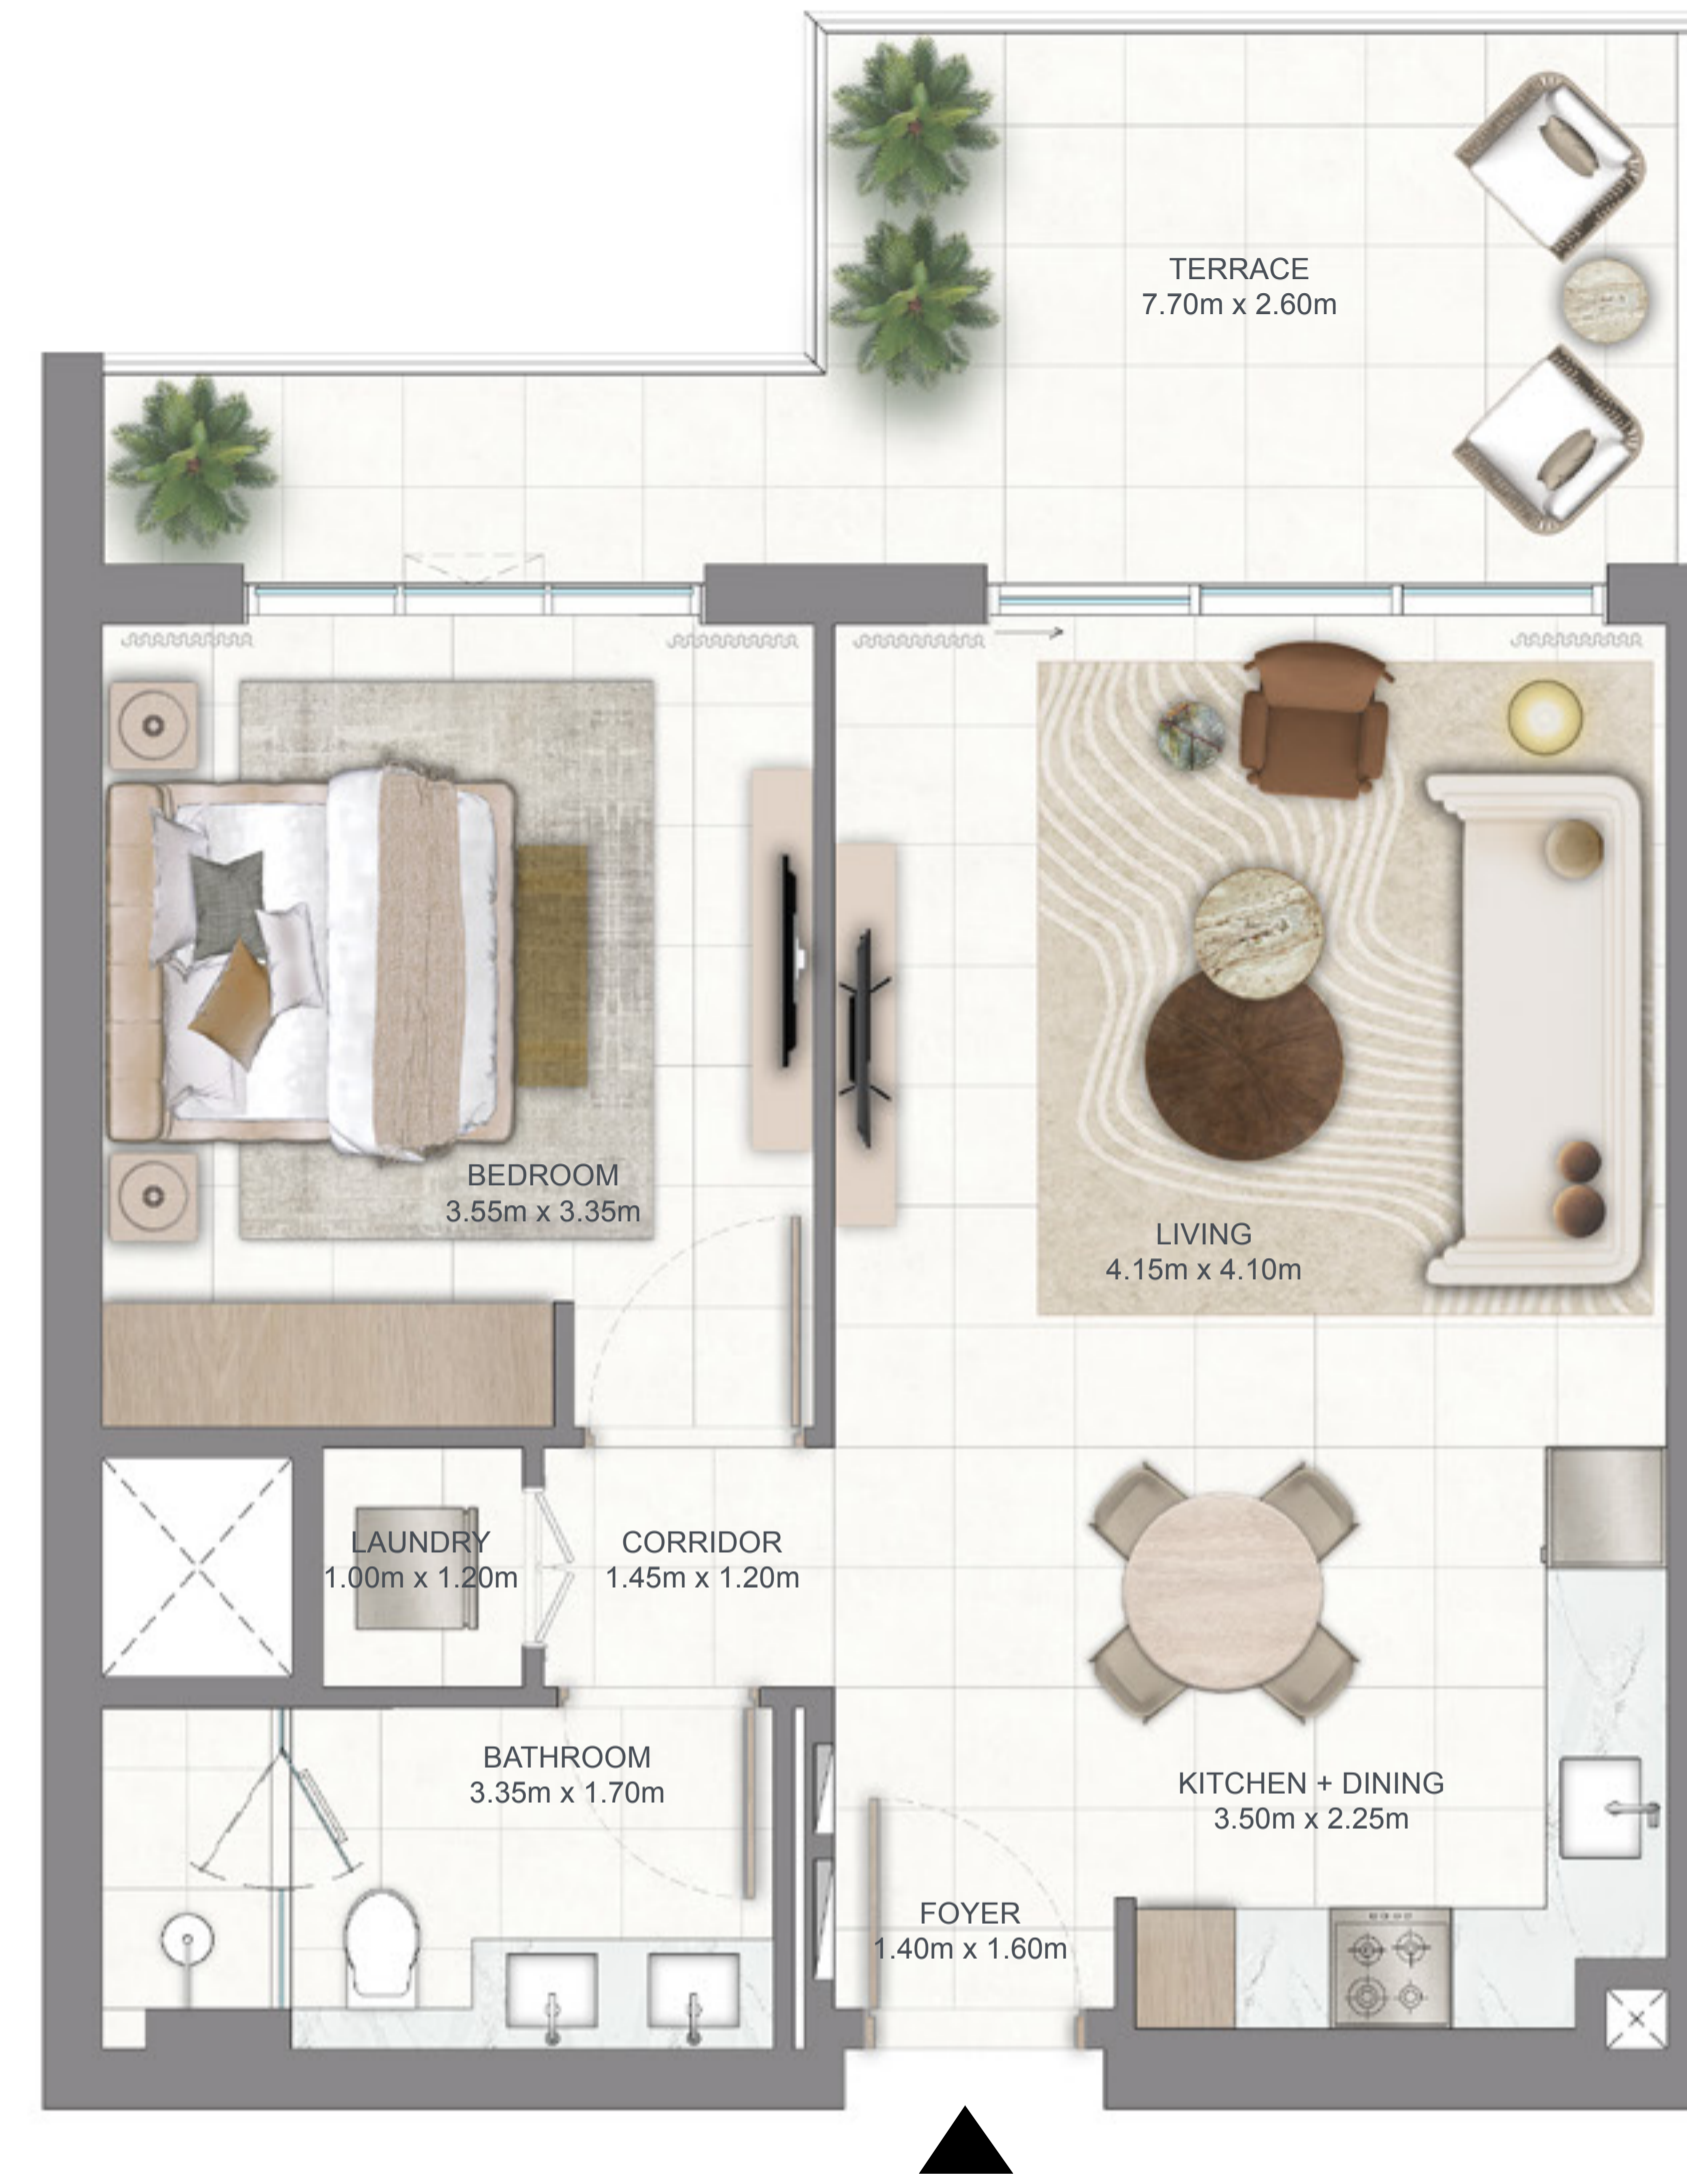 TERRACE
7.70m x 2.60m
BEDROOM
3.55m x 3.35m
LIVING
4.15m x 4.10m
LAUNDRY
1.00m x 1.20m
CORRIDOR
1.45m x 1.20m
BATHROOM
3.35m x 1.70m
KITCHEN + DINING
3.50m x 2.25m
FOYER
1.40m x 1.60m